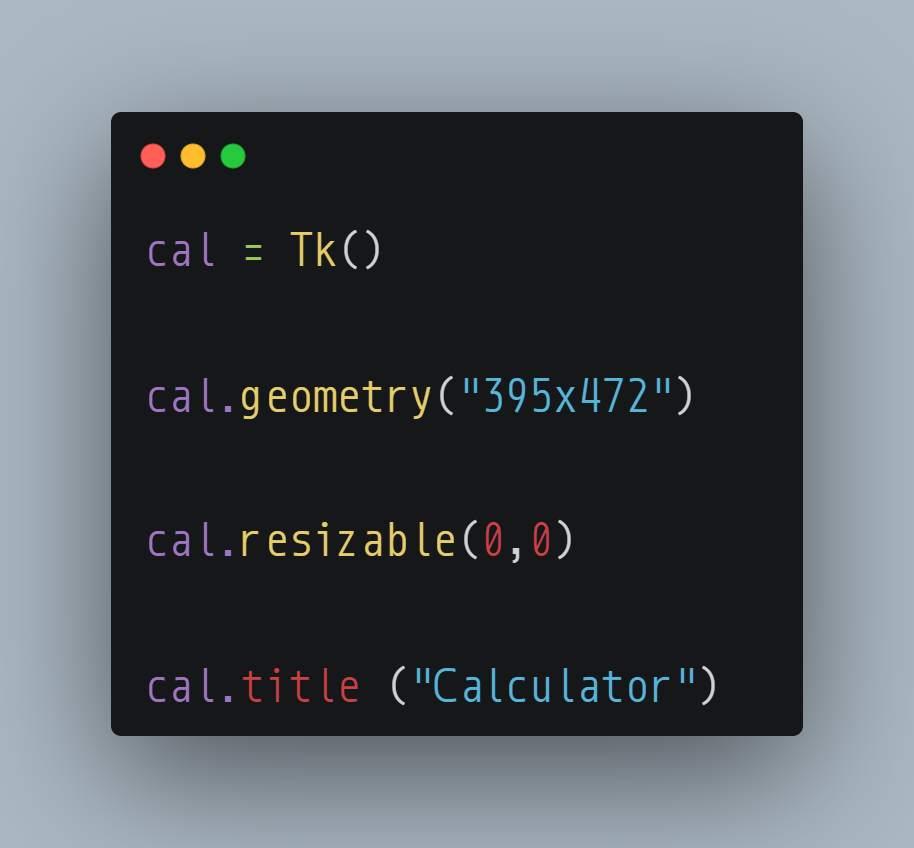 cal = Tk()
cal.geometry("395x472")
cal.resizable(0,0)
cal.title ("Calculator")